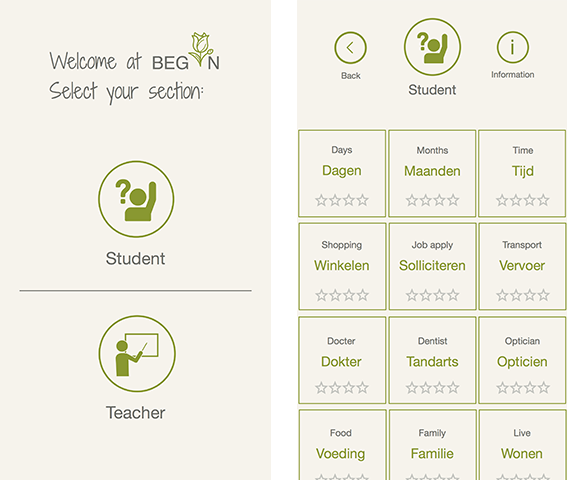 Welcome at BEGIN
Select your section:
Student
Teacher
Back
Student
Information
Days
Dagen
Months
Maanden
Time
Tijd
Shopping
Winkelen
Job apply
Solliciteren
Transport
Vervoer
Docter
Dokter
Dentist
Tandarts
Optician
Opticien
Food
Voeding
Family
Familie
Live
Wonen